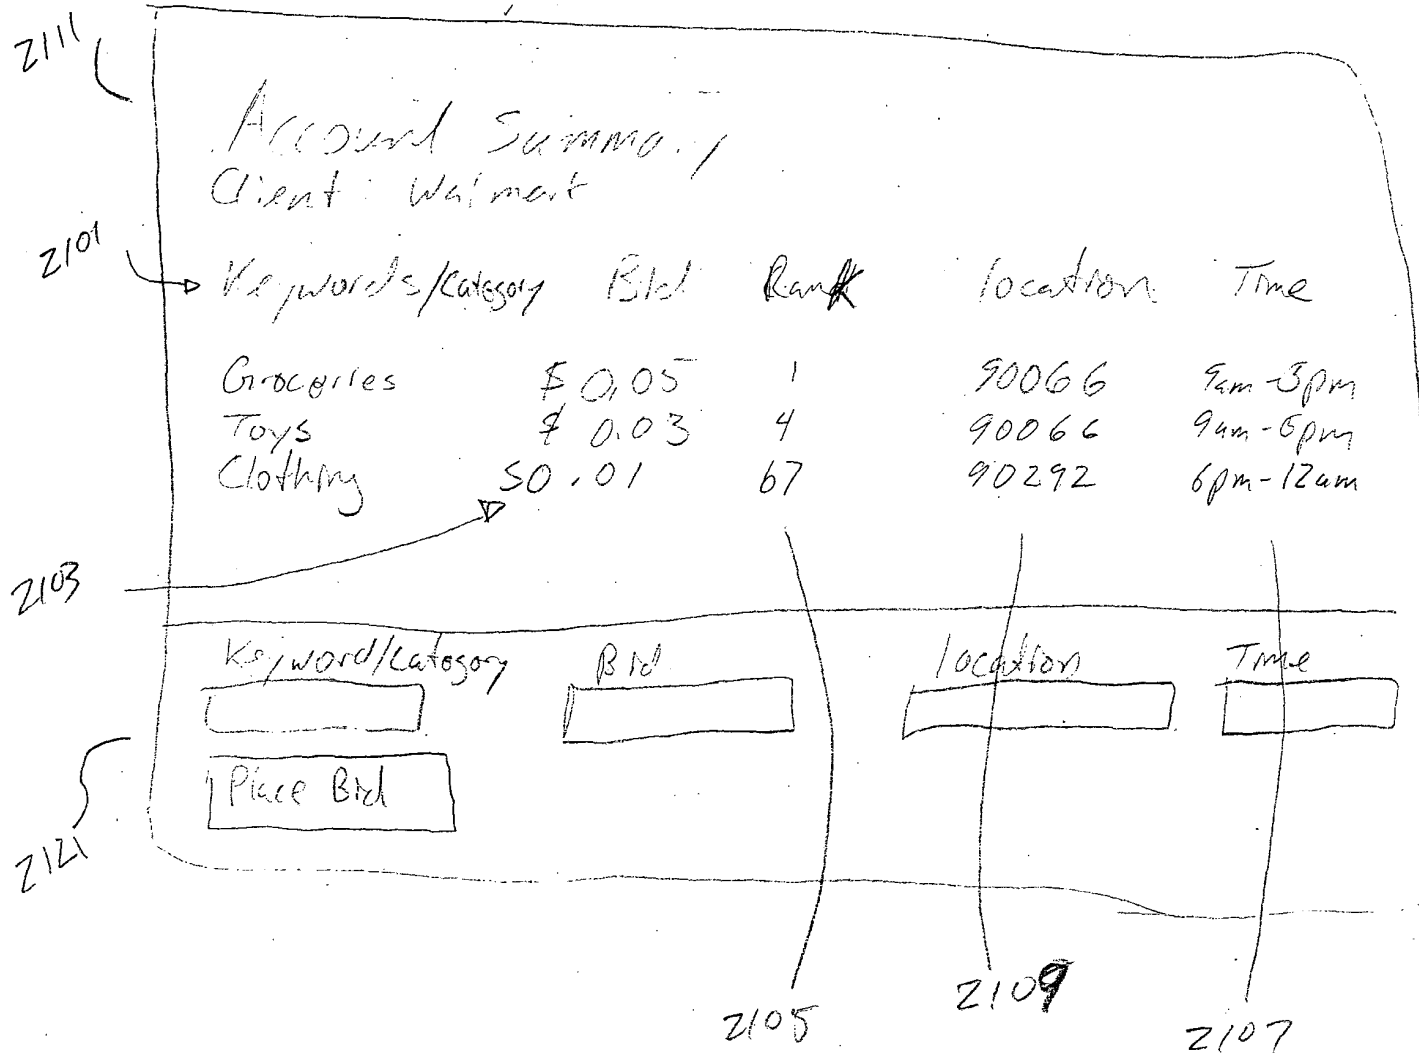 2111
Account Summary
Client: Walmart
2101
Keywords/Category Bid Rank location Time
Groceries $0.05 1 90066 9am-3pm
Toys $0.03 4 90066 9am-6pm
Clothing $0.01 67 90292 6pm-12am
2103
Keyword/Category Bid location Time
Place Bid
2121
2105 2109 2107